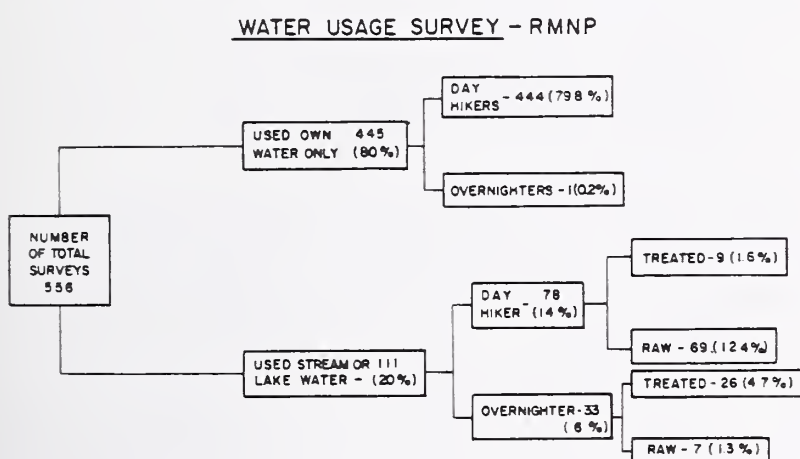 WATER USAGE SURVEY - RMNP
DAY
HIKERS - 444 (79.8 %)
USED OWN 445
WATER ONLY (80%)
OVERNIGHTERS - 1 (0.2%)
NUMBER
OF TOTAL
SURVEYS
556
TREATED - 9 (1.6 %)
DAY - 78
HIKER (14 %)
RAW - 69 (12.4%)
USED STREAM OR 111
LAKE WATER - (20%)
TREATED - 26 (4.7%)
OVERNIGHTER - 33
(6 %)
RAW - 7 (1.3 %)